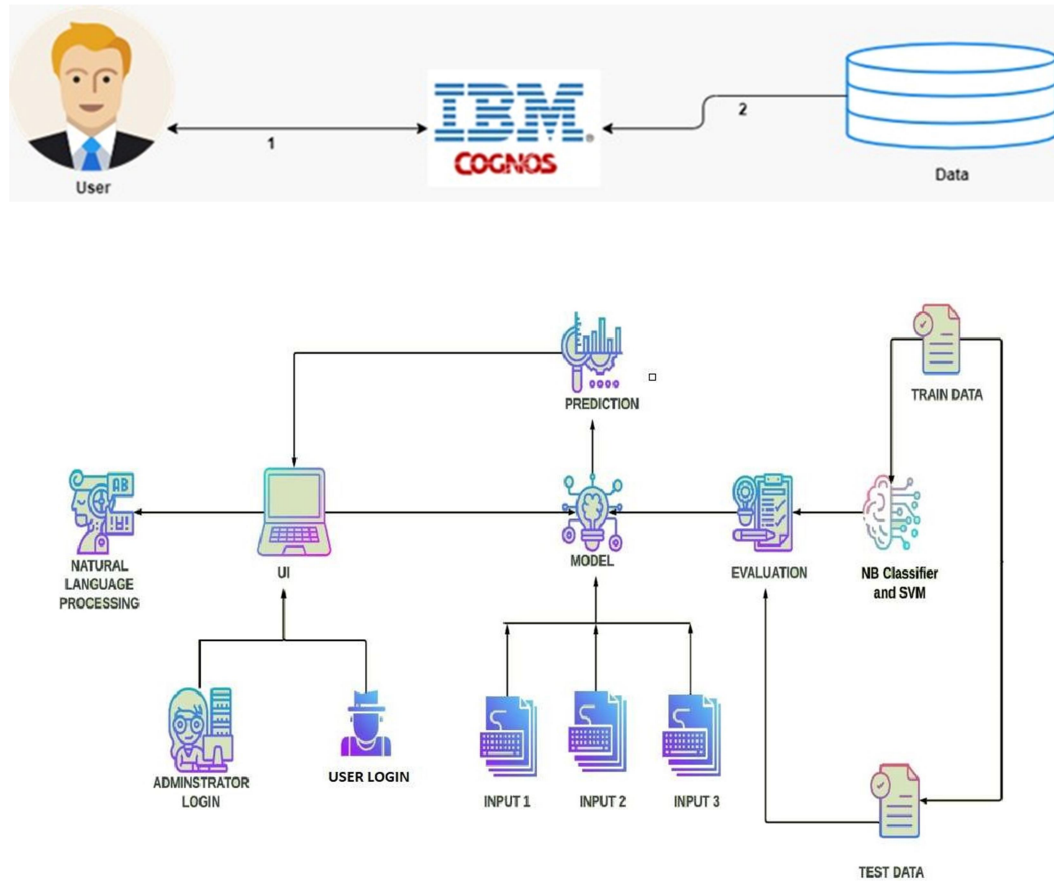 IBM®
COGNOS
1
2
User
Data
PREDICTION
TRAIN DATA
AB
NATURAL
LANGUAGE
PROCESSING
UI
MODEL
EVALUATION
NB Classifier
and SVM
ADMINSTRATOR
LOGIN
USER LOGIN
INPUT 1
INPUT 2
INPUT 3
TEST DATA